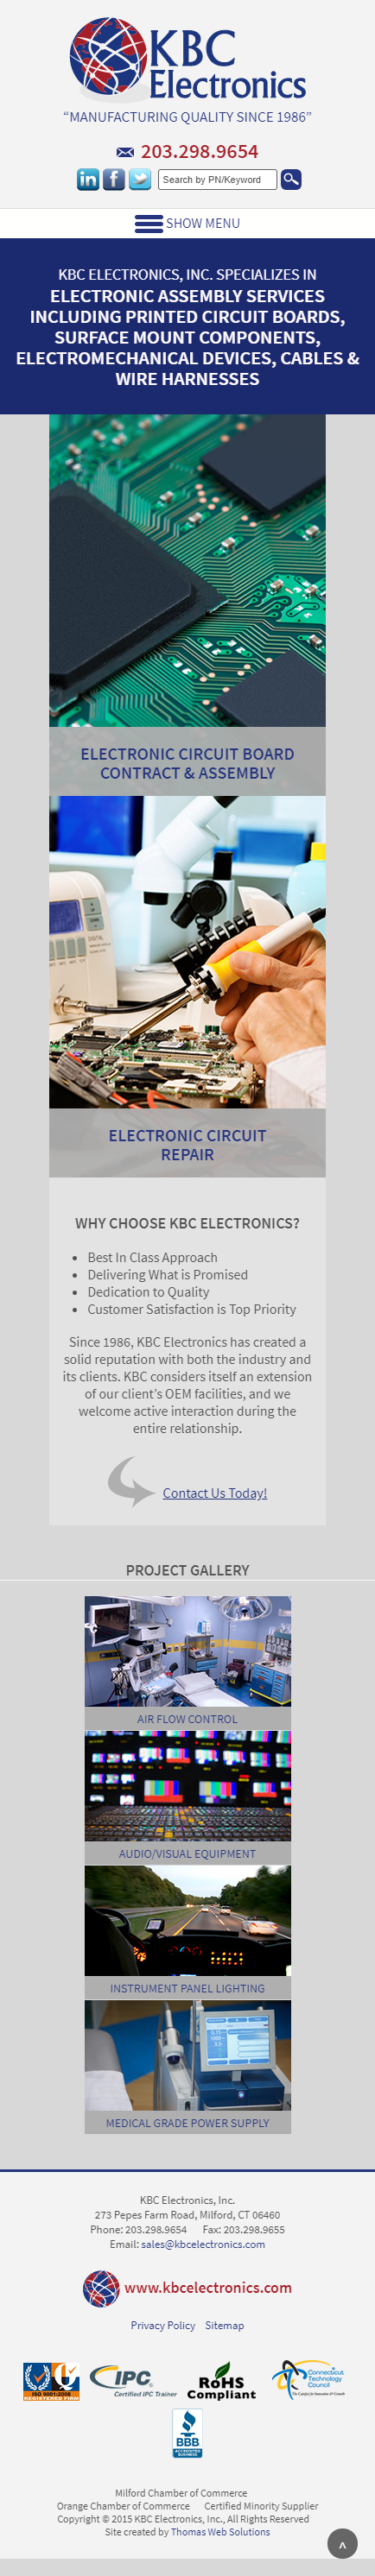 KBC
Electronics
“MANUFACTURING QUALITY SINCE 1986”
203.298.9654
in f Search by PN/Keyword
SHOW MENU
KBC ELECTRONICS, INC. SPECIALIZES IN
ELECTRONIC ASSEMBLY SERVICES
INCLUDING PRINTED CIRCUIT BOARDS,
SURFACE MOUNT COMPONENTS,
ELECTROMECHANICAL DEVICES, CABLES &
WIRE HARNESSES
ELECTRONIC CIRCUIT BOARD
CONTRACT & ASSEMBLY
DIGITAL
ELECTRONIC CIRCUIT
REPAIR
WHY CHOOSE KBC ELECTRONICS?
• Best In Class Approach
• Delivering What is Promised
• Dedication to Quality
• Customer Satisfaction is Top Priority
Since 1986, KBC Electronics has created a
solid reputation with both the industry and
its clients. KBC considers itself an extension
of our client’s OEM facilities, and we
welcome active interaction during the
entire relationship.
Contact Us Today!
PROJECT GALLERY
AIR FLOW CONTROL
AUDIO/VISUAL EQUIPMENT
INSTRUMENT PANEL LIGHTING
MEDICAL GRADE POWER SUPPLY
KBC Electronics, Inc.
273 Pepes Farm Road, Milford, CT 06460
Phone: 203.298.9654 Fax: 203.298.9655
Email: sales@kbcelectronics.com
www.kbcelectronics.com
Privacy Policy Sitemap
ISO 9001:2008
REGISTERED FIRM
IPC
Certified IPC Trainer
RoHS
Compliant
Connecticut
Technology
Council
BBB
ACCREDITED
BUSINESS
Milford Chamber of Commerce
Orange Chamber of Commerce Certified Minority Supplier
Copyright © 2015 KBC Electronics, Inc., All Rights Reserved
Site created by Thomas Web Solutions
^